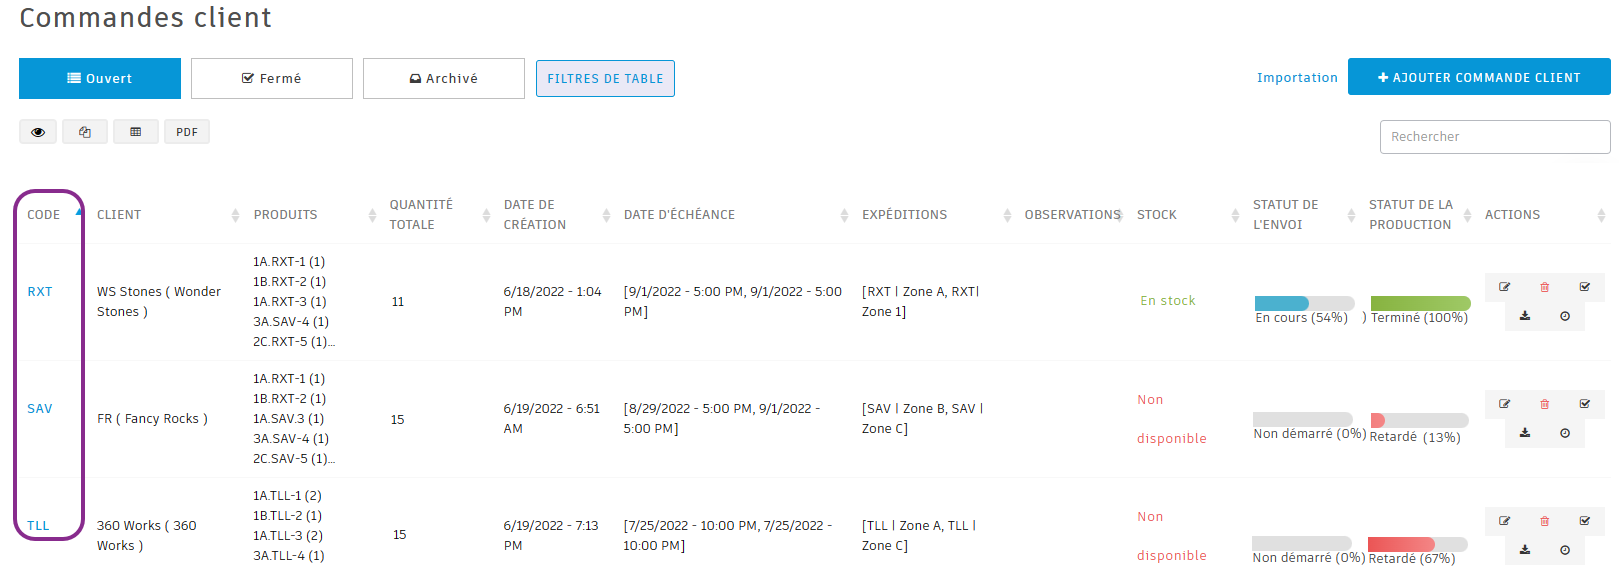 Commandes client
Ouvert
Fermé
Archivé
FILTRES DE TABLE
Importation
AJOUTER COMMANDE CLIENT
PDF
Rechercher
CODE
CLIENT
PRODUITS
QUANTITÉ
TOTALE
DATE DE
CRÉATION
DATE D'ÉCHÉANCE
EXPÉDITIONS
OBSERVATIONS
STOCK
STATUT DE
L'ENVOI
STATUT DE LA
PRODUCTION
ACTIONS
RXT
WS Stones ( Wonder
Stones )
1A.RXT-1 (1)
1B.RXT-2 (1)
1A.RXT-3 (1)
3A.SAV-4 (1)
2C.RXT-5 (1)...
11
6/18/2022 - 1:04
PM
[9/1/2022 - 5:00 PM, 9/1/2022 - 5:00
PM]
[RXT | Zone A, RXT|
Zone 1]
En stock
En cours (54%) )
Terminé (100%)
SAV
FR ( Fancy Rocks )
1A.RXT-1 (1)
1B.RXT-2 (1)
1A.SAV.3 (1)
3A.SAV-4 (1)
2C.SAV-5 (1)...
15
6/19/2022 - 6:51
AM
[8/29/2022 - 5:00 PM, 9/1/2022 -
5:00 PM]
[SAV | Zone B, SAV |
Zone C]
Non
disponible
Non démarré (0%)
Retardé (13%)
TLL
360 Works ( 360
Works )
1A.TLL-1 (2)
1B.TLL-2 (1)
1A.TLL-3 (2)
3A.TLL-4 (1)
15
6/19/2022 - 7:13
PM
[7/25/2022 - 10:00 PM, 7/25/2022 -
10:00 PM]
[TLL | Zone A, TLL |
Zone C]
Non
disponible
Non démarré (0%)
Retardé (67%)